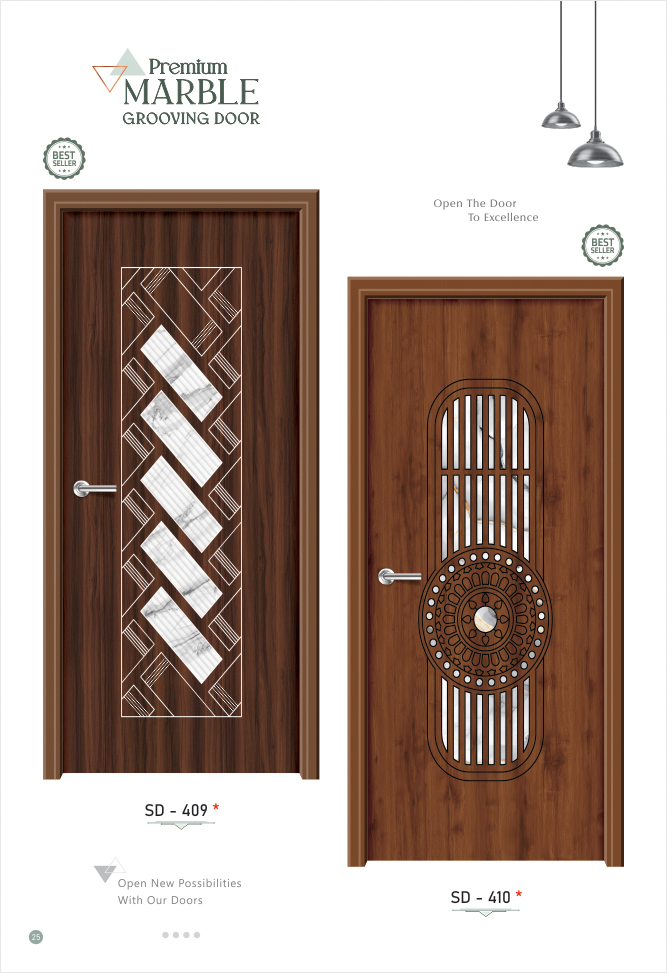 Premium
MARBLE
GROOVING DOOR
BEST
SELLER
Open The Door
To Excellence
BEST
SELLER
SD - 409 *
SD - 410 *
Open New Possibilities
With Our Doors
25